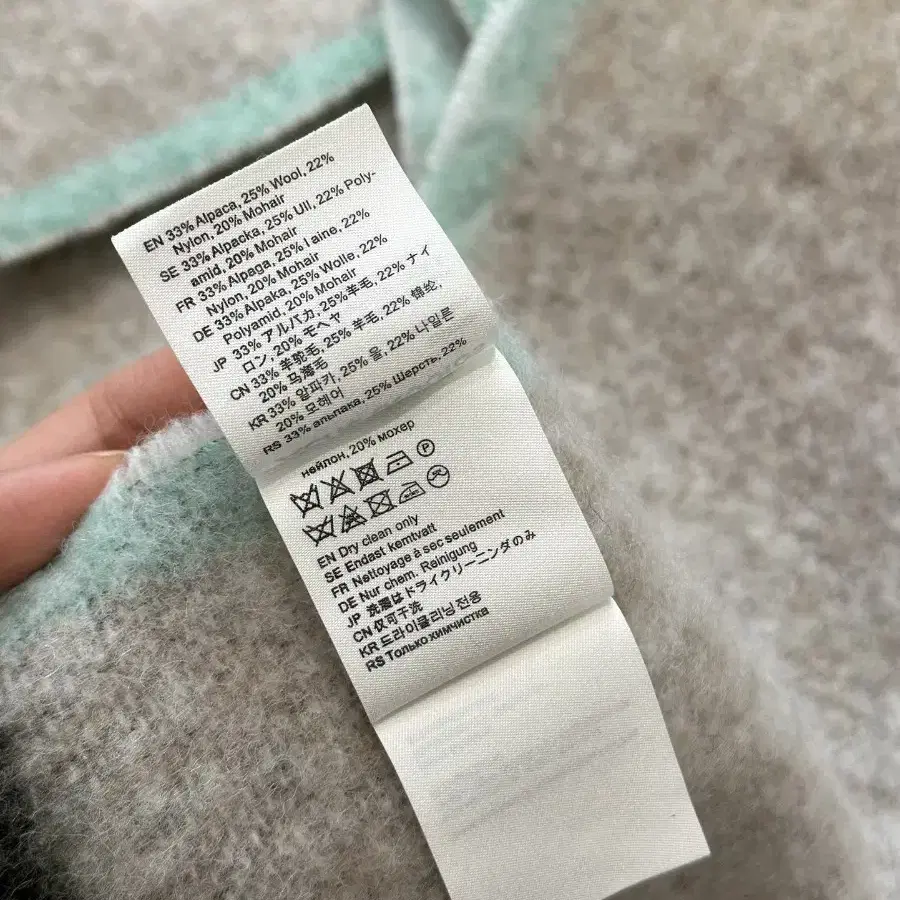 EN 33% Alpaca, 25% Wool, 22%
Nylon, 20% Mohair
SE 33% Alpacka, 25% Ull, 22% Poly-
amid, 20% Mohair
FR 33% Alpaga, 25% Laine, 22%
Nylon, 20% Mohair
DE 33% Alpaka, 25% Wolle, 22%
Polyamid, 20% Mohair
JP 33% アルパカ, 25%羊毛, 22% ナイ
ロン, 20% モヘヤ
CN 33% 羊驼毛, 25% 羊毛, 22% 锦纶,
20% 马海毛
KR 33% 알파카, 25% 울, 22% 나일론
20% 모헤어
RS 33% альпака, 25% Шерсть, 22%
нейлон, 20% мохер
P
EN Dry clean only
SE Endast kemtvatt
FR Nettoyage à sec seulement
DE Nur chem. Reinigung
JP 洗濯はドライクリーニングのみ
CN 仅可干洗
KR 드라이클리닝 전용
RS Только химчистка